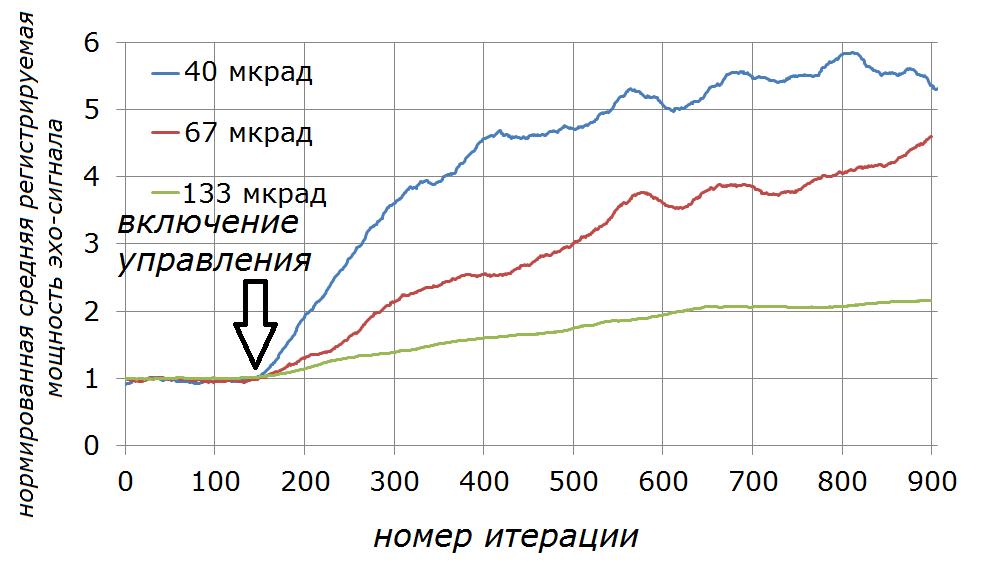 нормированная средняя регистрируемая
мощность эхо-сигнала
6
5
4
3
2
1
0
40 мкрад
67 мкрад
133 мкрад
включение
управления
0 100 200 300 400 500 600 700 800 900
номер итерации